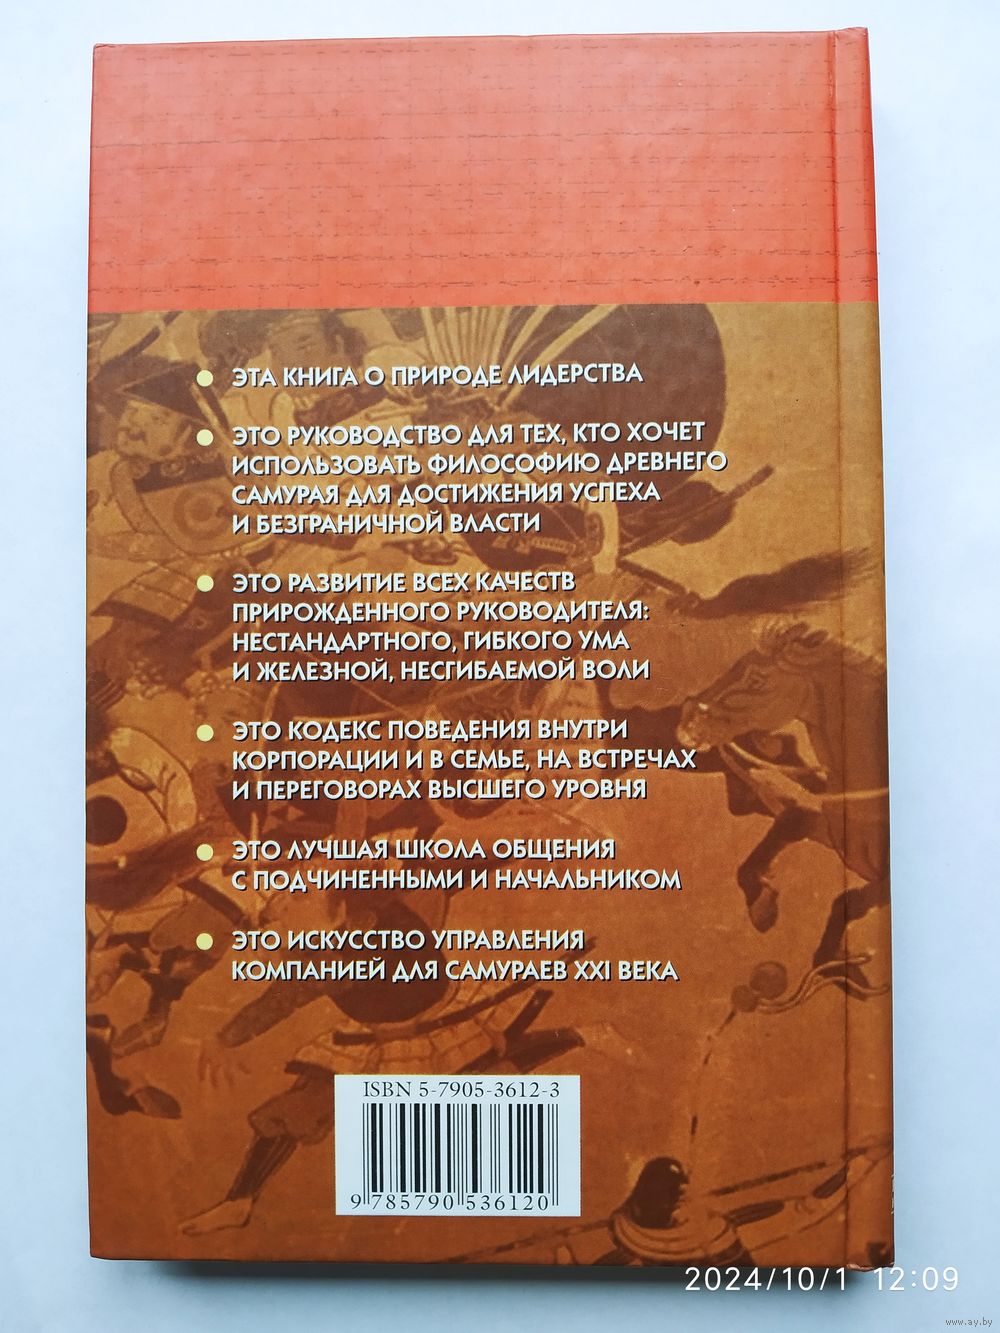 • ЭТА КНИГА О ПРИРОДЕ ЛИДЕРСТВА
• ЭТО РУКОВОДСТВО ДЛЯ ТЕХ, КТО ХОЧЕТ
ИСПОЛЬЗОВАТЬ ФИЛОСОФИЮ ДРЕВНЕГО
САМУРАЯ ДЛЯ ДОСТИЖЕНИЯ УСПЕХА
И БЕЗГРАНИЧНОЙ ВЛАСТИ
• ЭТО РАЗВИТИЕ ВСЕХ КАЧЕСТВ
ПРИРОЖДЕННОГО РУКОВОДИТЕЛЯ:
НЕСТАНДАРТНОГО, ГИБКОГО УМА
И ЖЕЛЕЗНОЙ, НЕСГИБАЕМОЙ ВОЛИ
• ЭТО КОДЕКС ПОВЕДЕНИЯ ВНУТРИ
КОРПОРАЦИИ И В СЕМЬЕ, НА ВСТРЕЧАХ
И ПЕРЕГОВОРАХ ВЫСШЕГО УРОВНЯ
• ЭТО ЛУЧШАЯ ШКОЛА ОБЩЕНИЯ
С ПОДЧИНЕННЫМИ И НАЧАЛЬНИКОМ
• ЭТО ИСКУССТВО УПРАВЛЕНИЯ
КОМПАНИЕЙ ДЛЯ САМУРАЕВ XXI ВЕКА
ISBN 5-7905-3612-3
9 785790 536120
2024/10/1 12:09
www.ay.by